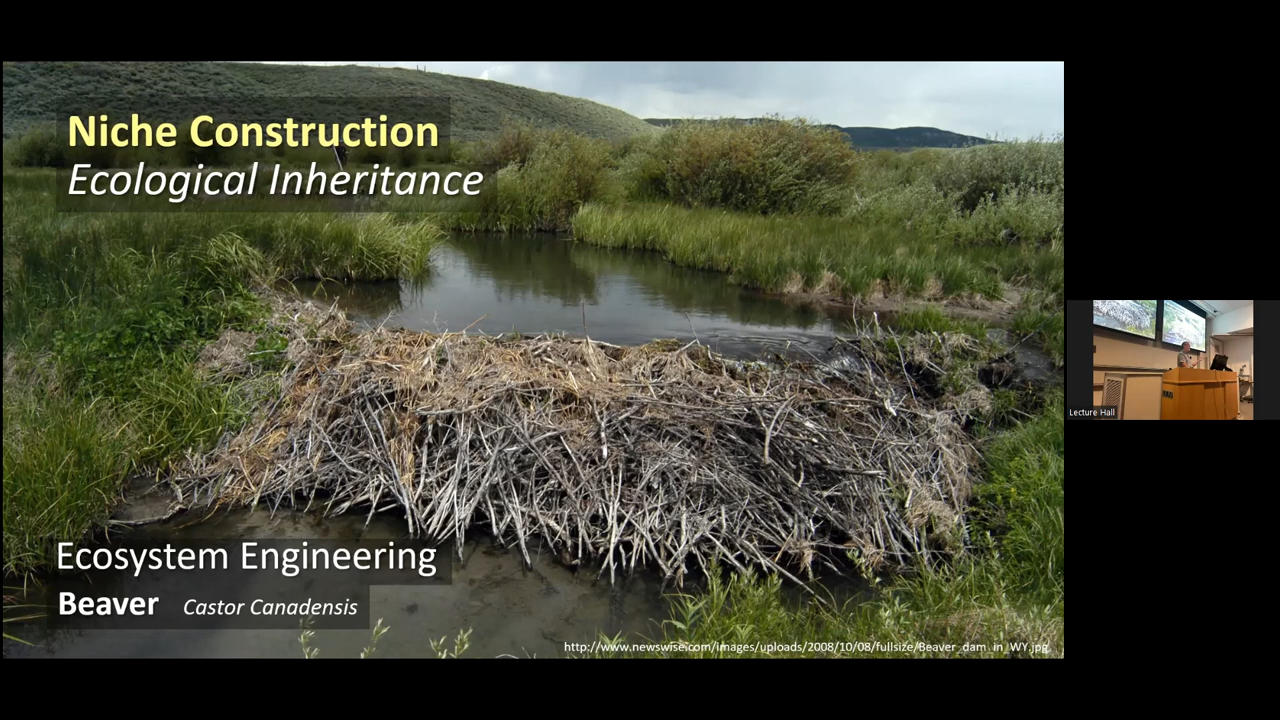 Niche Construction
Ecological Inheritance
Ecosystem Engineering
Beaver Castor Canadensis
http://www.newswise.com/images/uploads/2008/10/08/fullsize/Beaver_dam_in_WY.jpg
Lecture Hall